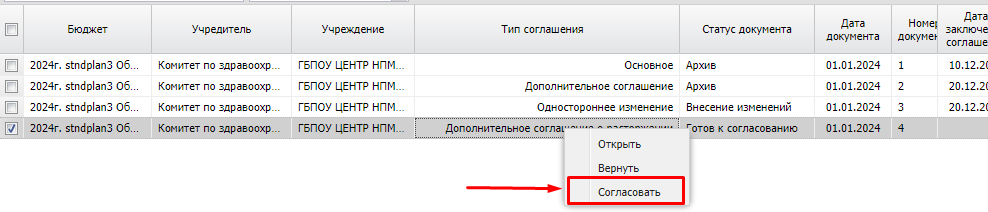 Бюджет Учредитель Учреждение Тип соглашения Статус документа Дата документа Номер докумен Дата заключе соглаше
2024г. stndplan3 Об... Комитет по здравоохр... ГБПОУ ЦЕНТР НПМ... Основное Архив 01.01.2024 1 10.12.20
2024г. stndplan3 Об... Комитет по здравоохр... ГБПОУ ЦЕНТР НПМ... Дополнительное соглашение Архив 01.01.2024 2 20.12.20
2024г. stndplan3 Об... Комитет по здравоохр... ГБПОУ ЦЕНТР НПМ... Одностороннее изменение Внесение изменений 01.01.2024 3 20.12.20
2024г. stndplan3 Об... Комитет по здравоохр... ГБПОУ ЦЕНТР НПМ... Дополнительное соглашение о расторжении Готов к согласованию 01.01.2024 4
Открыть
Вернуть
Согласовать